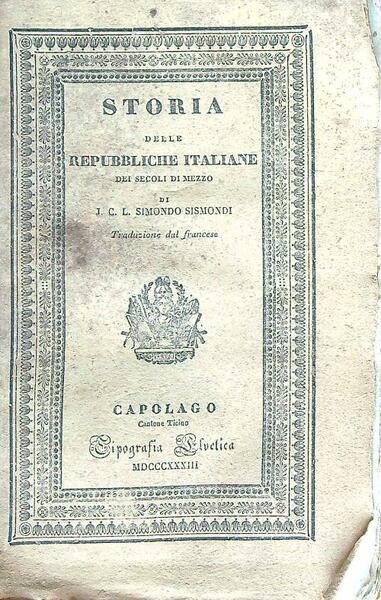 STORIA
DELLE
REPUBBLICHE ITALIANE
DEI SECOLI DI MEZZO
DI
J. C. L. SIMONDO SISMONDI
Traduzione dal francese
CAPOLAGO
Cantone Ticino
Tipografia Elvetica
MDCCCXXXIII